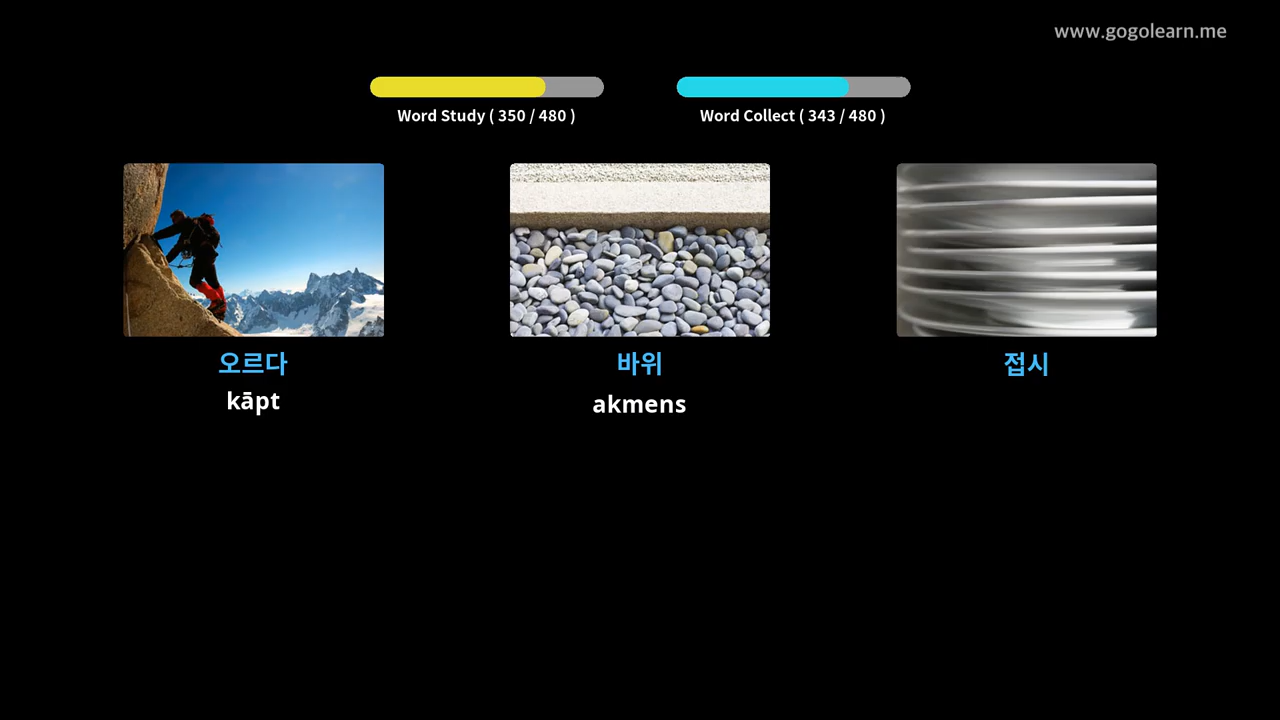 www.gogolearn.me
Word Study ( 350 / 480 )
Word Collect ( 343 / 480 )
오르다
kāpt
바위
akmens
접시